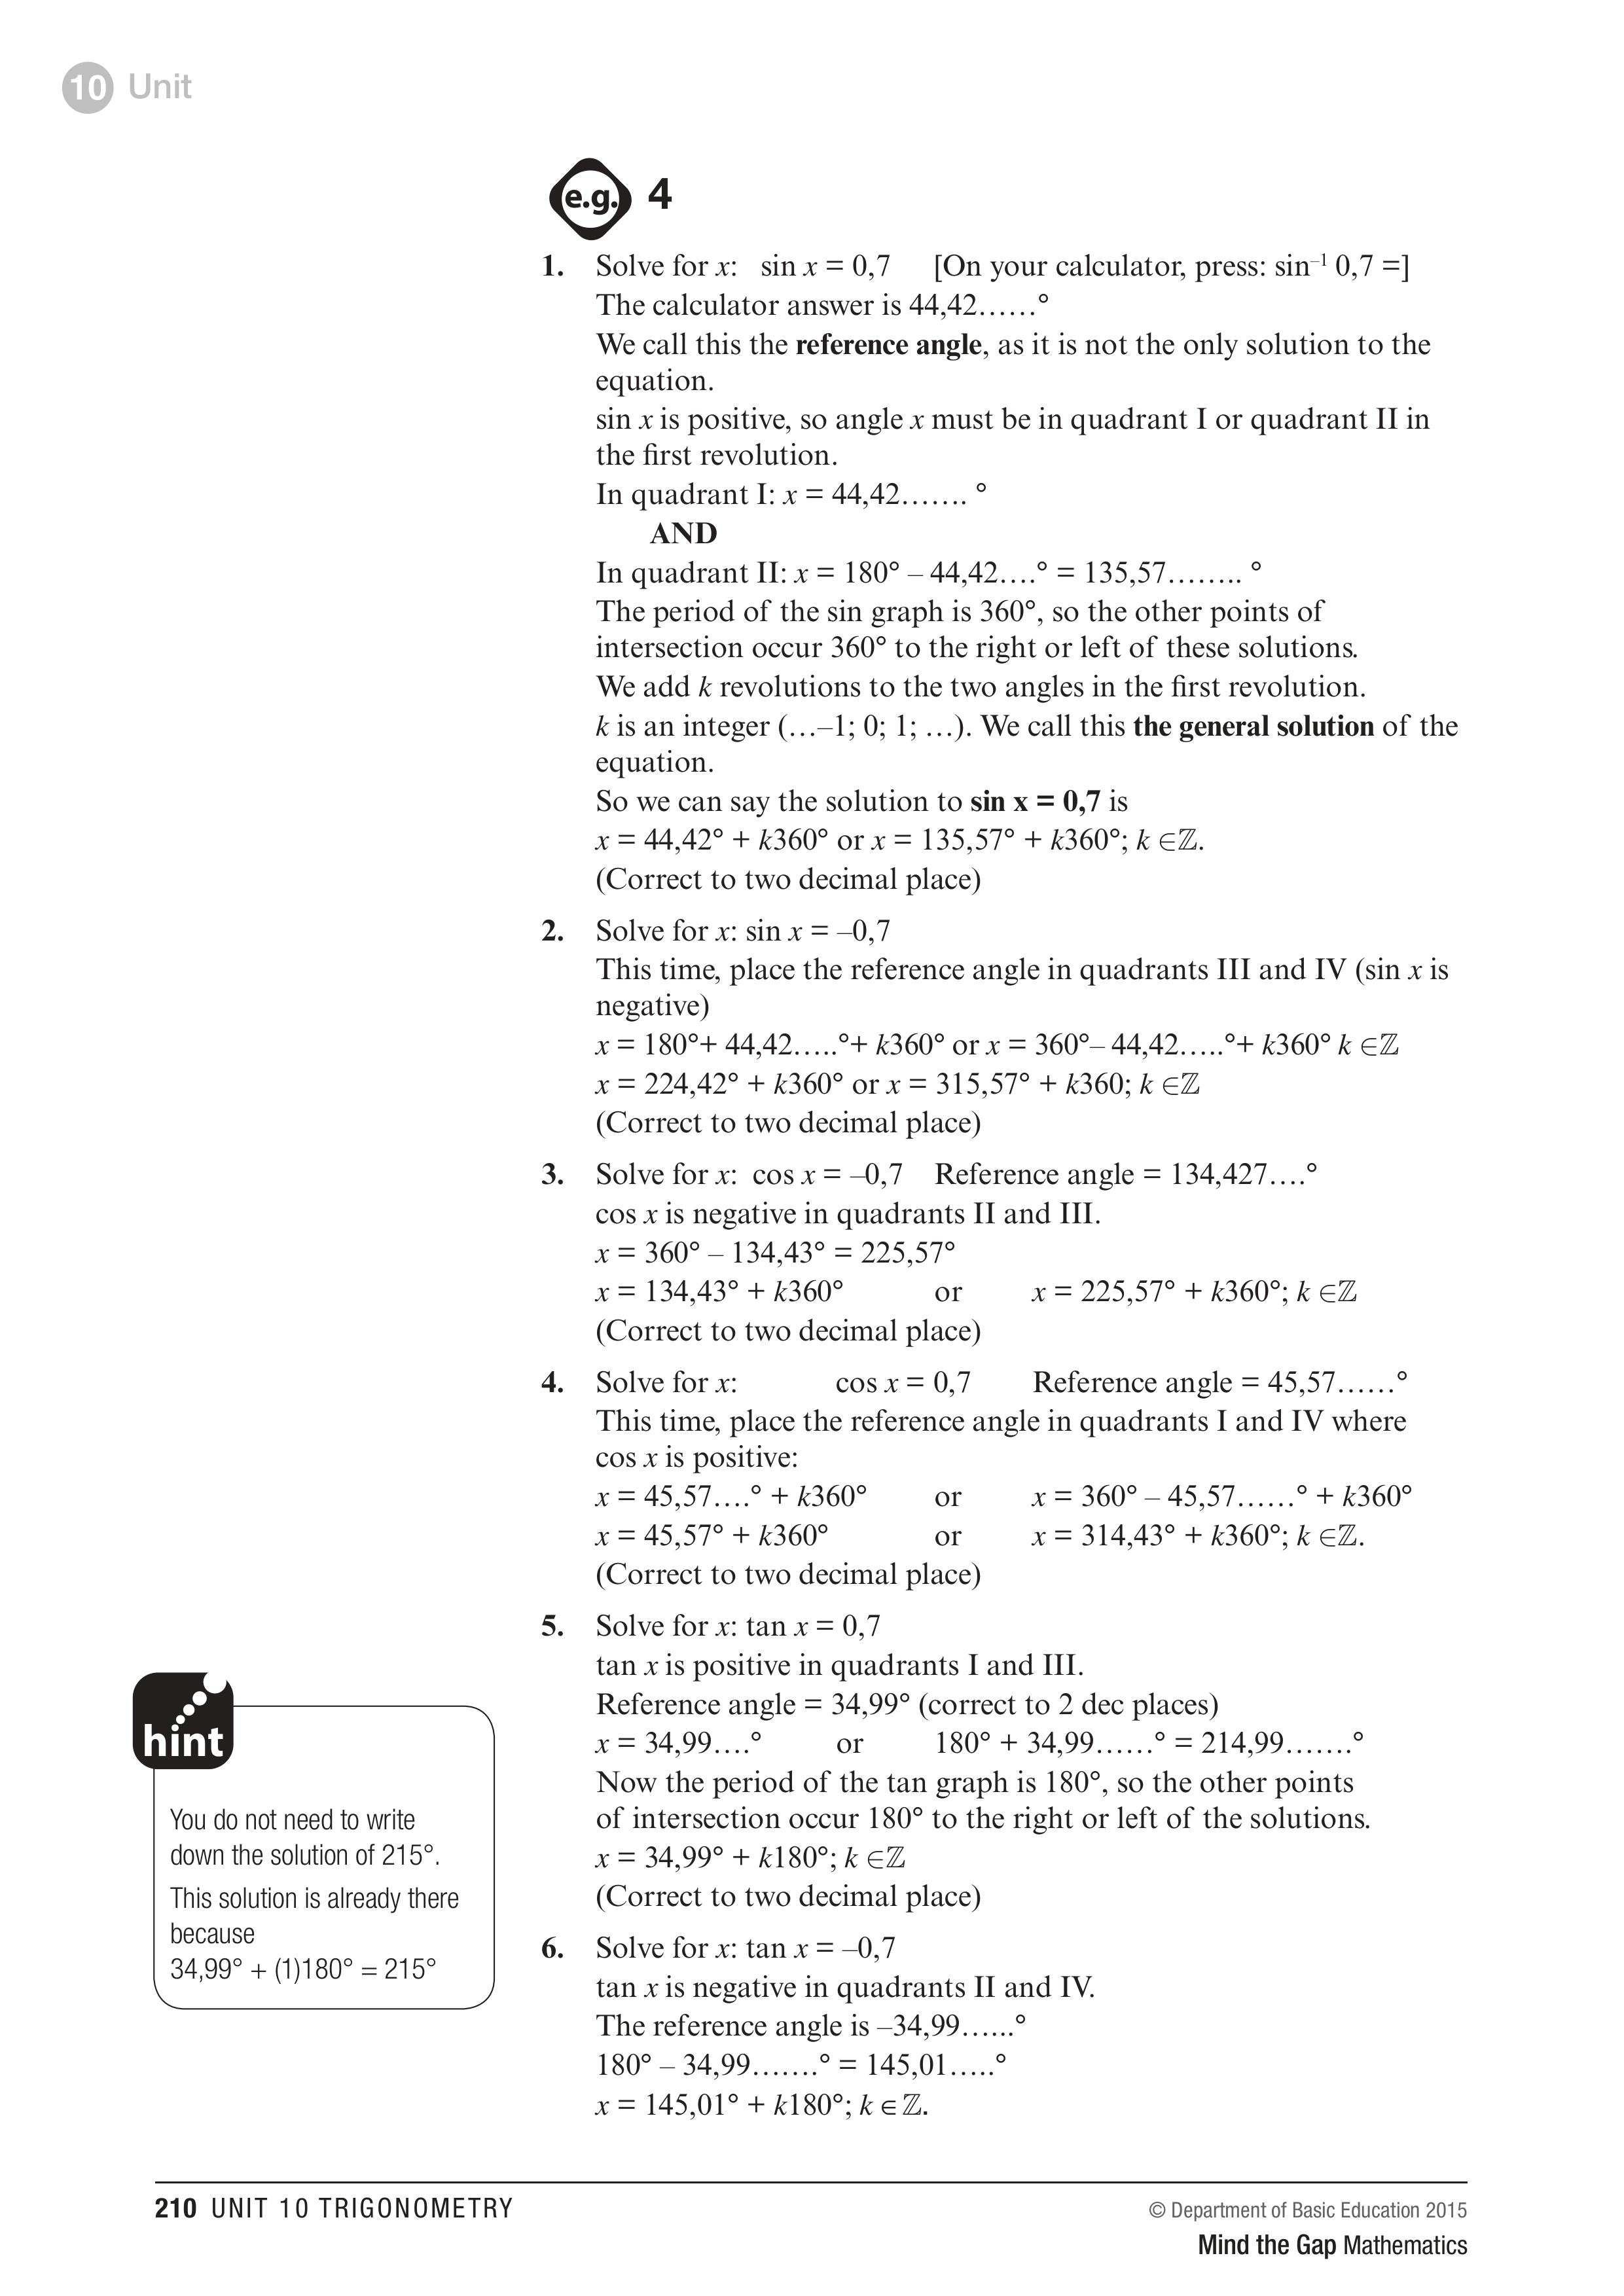 10 Unit
e.g. 4
1. Solve for x: sin x = 0,7 [On your calculator, press: sin⁻¹ 0,7 =]
The calculator answer is 44,42……°
We call this the reference angle, as it is not the only solution to the
equation.
sin x is positive, so angle x must be in quadrant I or quadrant II in
the first revolution.
In quadrant I: x = 44,42……. °
AND
In quadrant II: x = 180° – 44,42….° = 135,57…….. °
The period of the sin graph is 360°, so the other points of
intersection occur 360° to the right or left of these solutions.
We add k revolutions to the two angles in the first revolution.
k is an integer (…–1; 0; 1; …). We call this the general solution of the
equation.
So we can say the solution to sin x = 0,7 is
x = 44,42° + k360° or x = 135,57° + k360°; k ∈ℤ.
(Correct to two decimal place)
2. Solve for x: sin x = –0,7
This time, place the reference angle in quadrants III and IV (sin x is
negative)
x = 180°+ 44,42…..°+ k360° or x = 360°– 44,42…..°+ k360° k ∈ℤ
x = 224,42° + k360° or x = 315,57° + k360; k ∈ℤ
(Correct to two decimal place)
3. Solve for x: cos x = –0,7 Reference angle = 134,427….°
cos x is negative in quadrants II and III.
x = 360° – 134,43° = 225,57°
x = 134,43° + k360° or x = 225,57° + k360°; k ∈ℤ
(Correct to two decimal place)
4. Solve for x: cos x = 0,7 Reference angle = 45,57……°
This time, place the reference angle in quadrants I and IV where
cos x is positive:
x = 45,57….° + k360° or x = 360° – 45,57……° + k360°
x = 45,57° + k360° or x = 314,43° + k360°; k ∈ℤ.
(Correct to two decimal place)
5. Solve for x: tan x = 0,7
tan x is positive in quadrants I and III.
Reference angle = 34,99° (correct to 2 dec places)
x = 34,99….° or 180° + 34,99……° = 214,99…….°
Now the period of the tan graph is 180°, so the other points
of intersection occur 180° to the right or left of the solutions.
x = 34,99° + k180°; k ∈ℤ
(Correct to two decimal place)
6. Solve for x: tan x = –0,7
tan x is negative in quadrants II and IV.
The reference angle is –34,99…...°
180° – 34,99…….° = 145,01…..°
x = 145,01° + k180°; k ∈ ℤ.
hint
You do not need to write
down the solution of 215°.
This solution is already there
because
34,99° + (1)180° = 215°
210 UNIT 10 TRIGONOMETRY
© Department of Basic Education 2015
Mind the Gap Mathematics